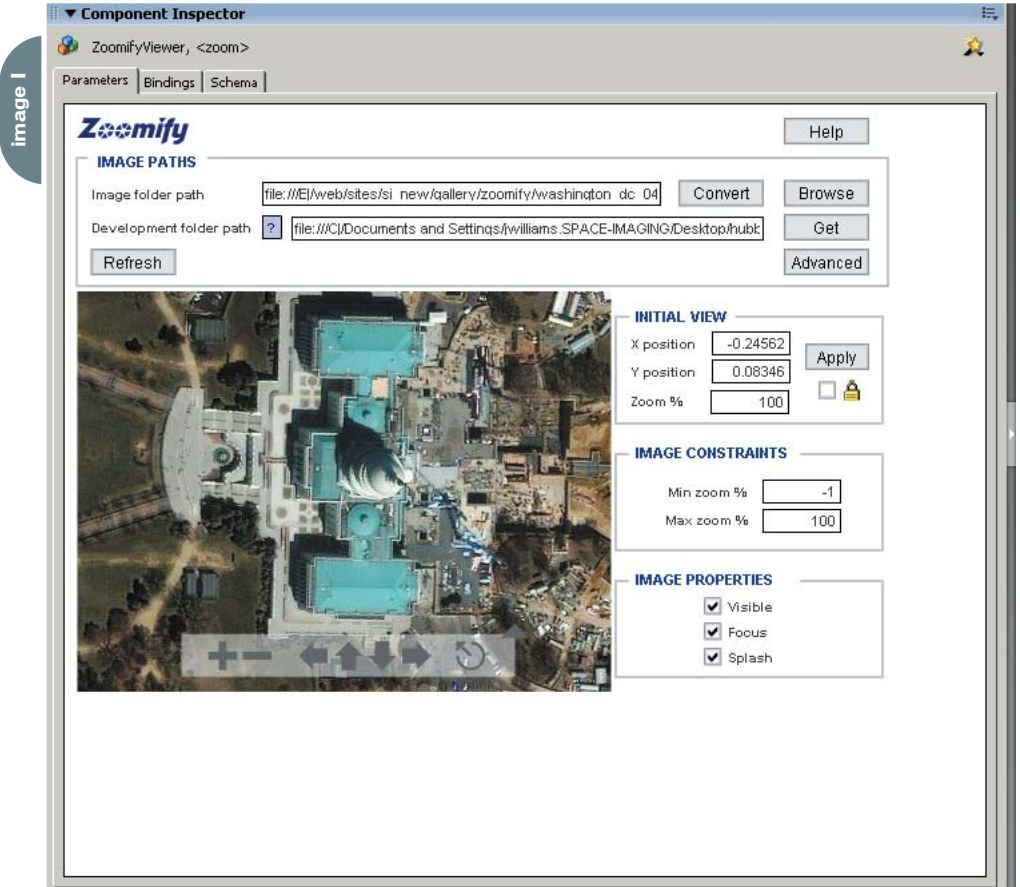 image I
Component Inspector
ZoomifyViewer, <zoom>
Parameters Bindings Schema
Zoomify
Help
IMAGE PATHS
Image folder path file:///E|/web/sites/si_new/gallery/zoomify/washington_dc_04 Convert Browse
Development folder path ? file:///C|/Documents and Settings/jwilliams.SPACE-IMAGING/Desktop/hubb Get
Refresh Advanced
INITIAL VIEW
X position -0.24562
Y position 0.08346
Apply
Zoom % 100
IMAGE CONSTRAINTS
Min zoom % -1
Max zoom % 100
IMAGE PROPERTIES
Visible
Focus
Splash